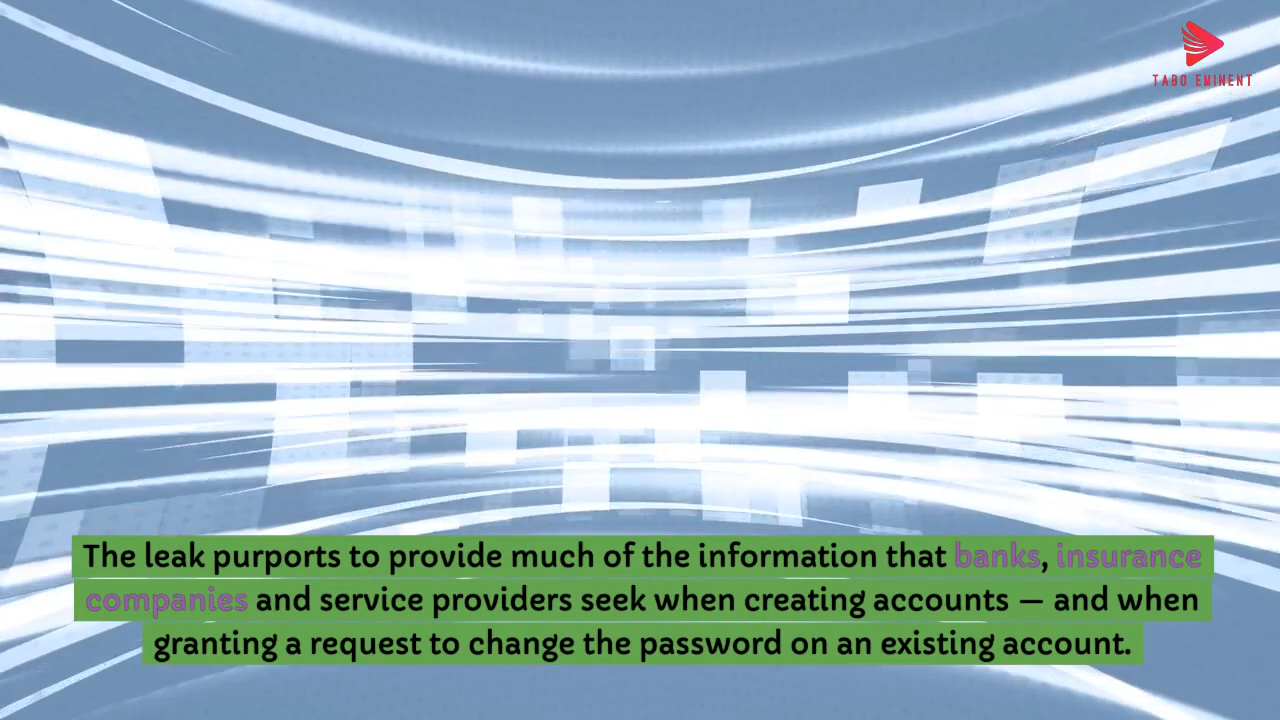 TABO EMINENT
The leak purports to provide much of the information that banks, insurance
companies and service providers seek when creating accounts — and when
granting a request to change the password on an existing account.